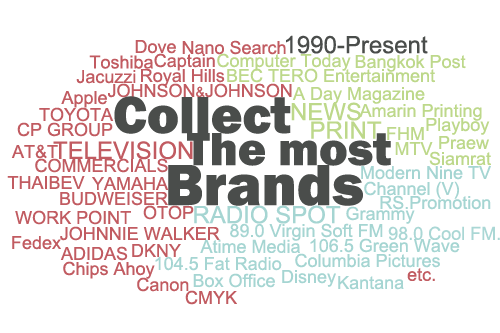 Dove Nano Search 1990-Present
Toshiba Captain Computer Today Bangkok Post
Jacuzzi Royal Hills BEC TERO Entertainment
Apple JOHNSON&JOHNSON A Day Magazine
TOYOTA Collect NEWS Amarin Printing
CP GROUP PRINT FHM Playboy
AT&T TELEVISION The most MTV Praew
COMMERCIALS Siamrat
THAIBEV YAMAHA Brands Modern Nine TV
BUDWEISER Channel (V)
WORK POINT OTOP RADIO SPOT Grammy RS.Promotion
Fedex JOHNNIE WALKER 89.0 Virgin Soft FM 98.0 Cool FM.
ADIDAS DKNY Atime Media 106.5 Green Wave
Chips Ahoy 104.5 Fat Radio Columbia Pictures
Canon Box Office Disney Kantana etc.
CMYK